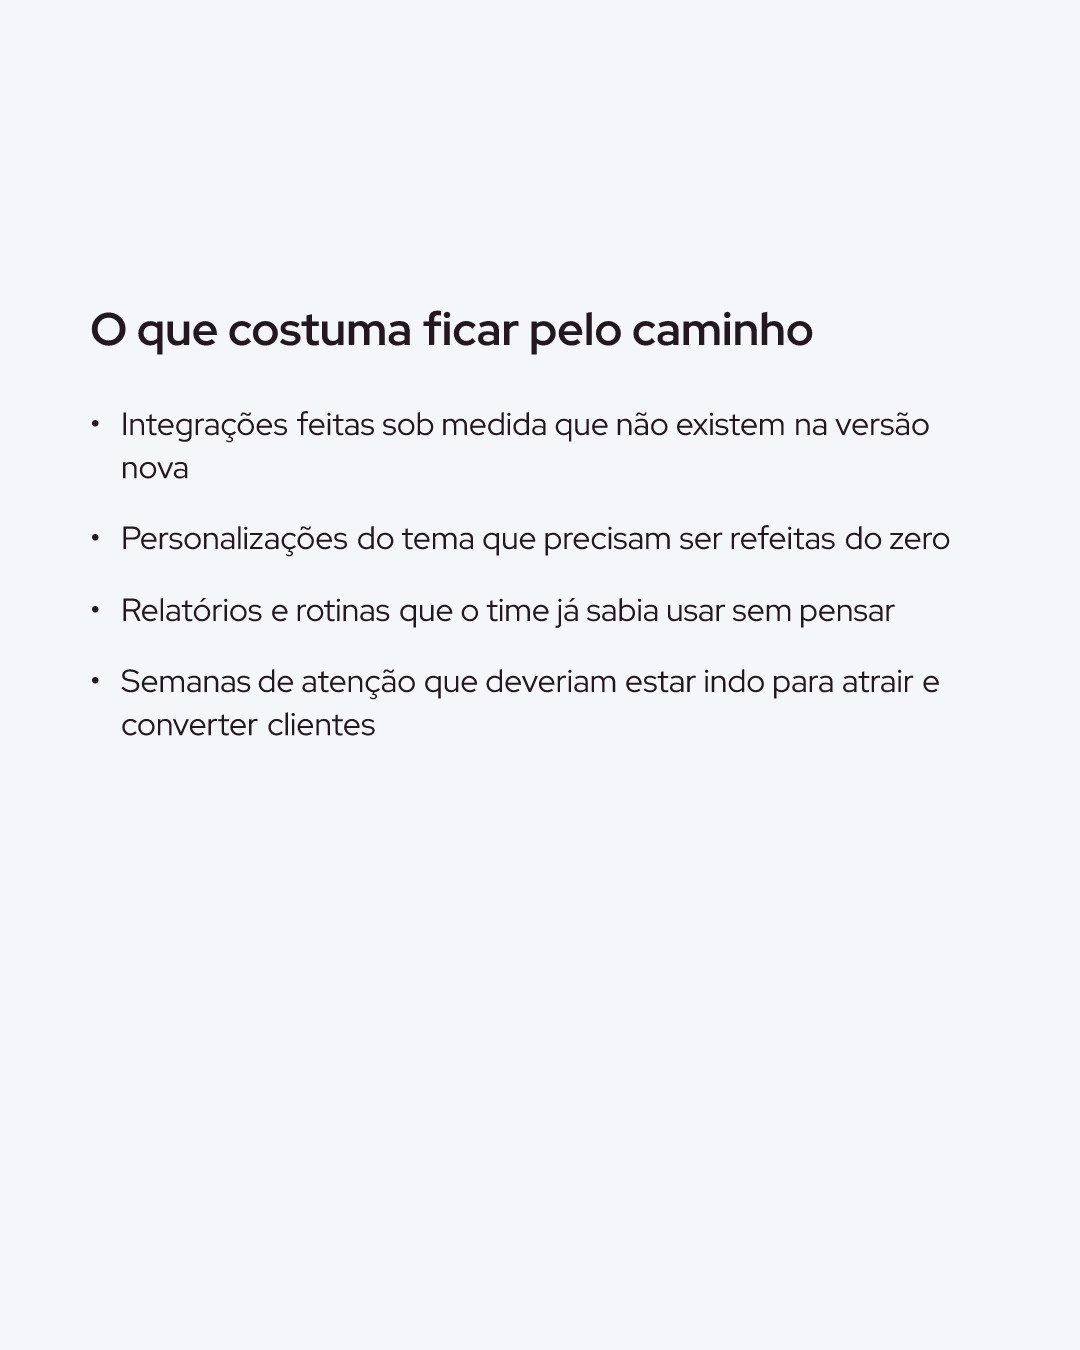 O que costuma ficar pelo caminho
• Integrações feitas sob medida que não existem na versão
nova
• Personalizações do tema que precisam ser refeitas do zero
• Relatórios e rotinas que o time já sabia usar sem pensar
• Semanas de atenção que deveriam estar indo para atrair e
converter clientes